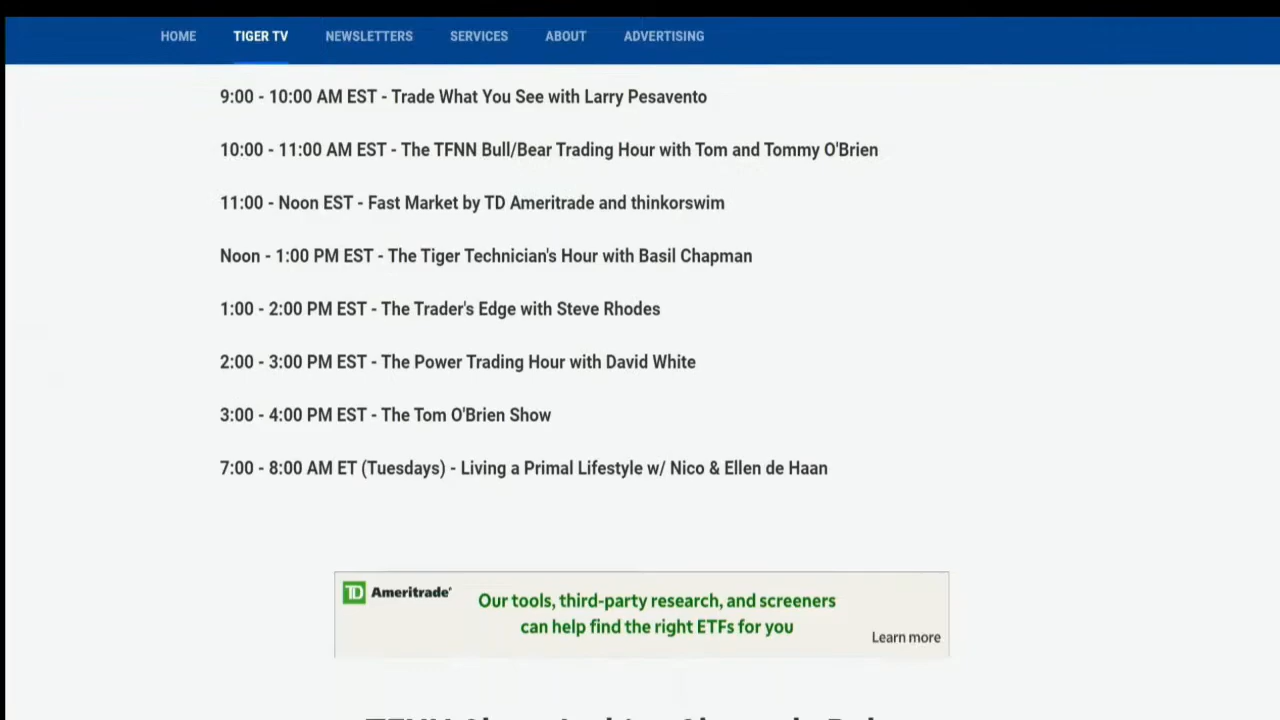 HOME TIGER TV NEWSLETTERS SERVICES ABOUT ADVERTISING
9:00 - 10:00 AM EST - Trade What You See with Larry Pesavento
10:00 - 11:00 AM EST - The TFNN Bull/Bear Trading Hour with Tom and Tommy O'Brien
11:00 - Noon EST - Fast Market by TD Ameritrade and thinkorswim
Noon - 1:00 PM EST - The Tiger Technician's Hour with Basil Chapman
1:00 - 2:00 PM EST - The Trader's Edge with Steve Rhodes
2:00 - 3:00 PM EST - The Power Trading Hour with David White
3:00 - 4:00 PM EST - The Tom O'Brien Show
7:00 - 8:00 AM ET (Tuesdays) - Living a Primal Lifestyle w/ Nico & Ellen de Haan
TD Ameritrade
Our tools, third-party research, and screeners
can help find the right ETFs for you
Learn more